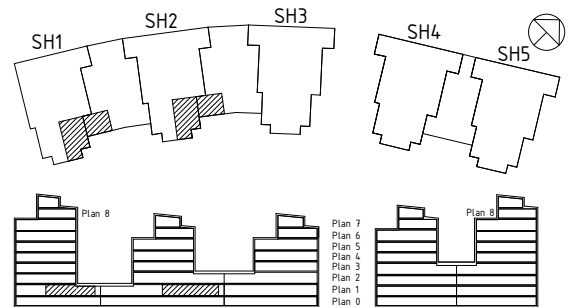 SH1
SH2
SH3
SH4
SH5
Plan 8
Plan 7
Plan 6
Plan 5
Plan 4
Plan 3
Plan 2
Plan 1
Plan 0
Plan 8